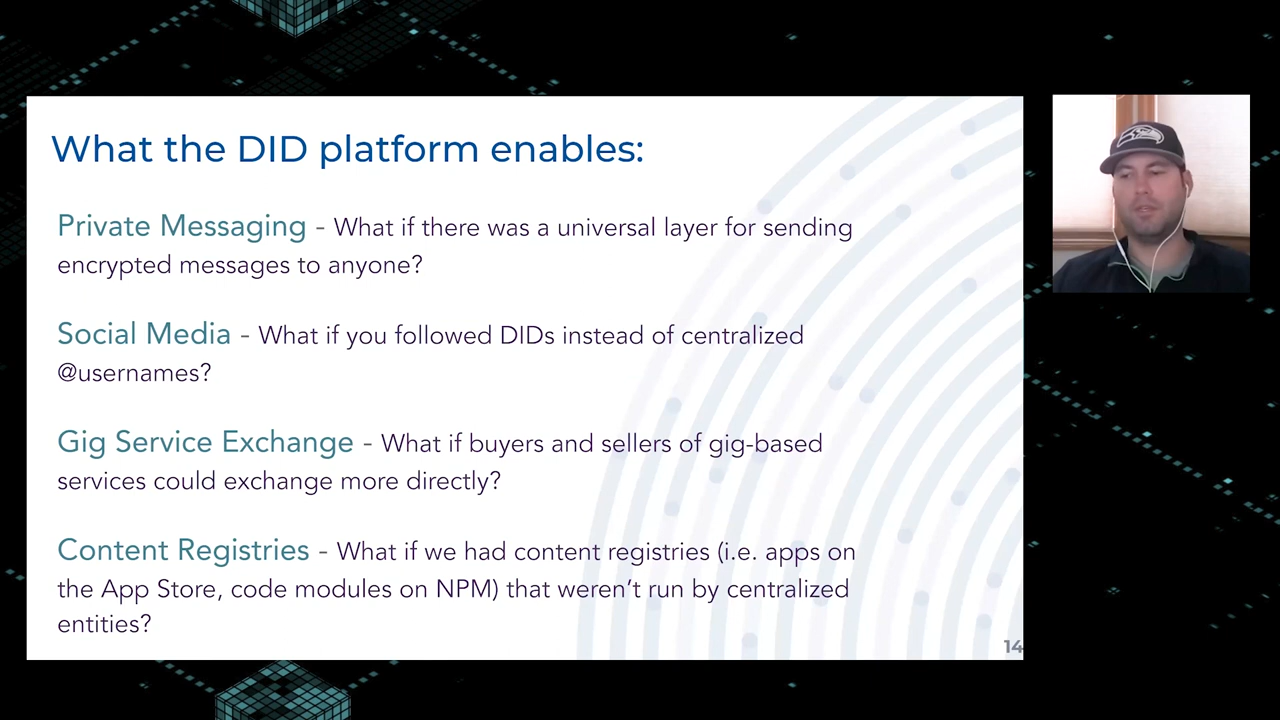 What the DID platform enables:
Private Messaging - What if there was a universal layer for sending
encrypted messages to anyone?
Social Media - What if you followed DIDs instead of centralized
@usernames?
Gig Service Exchange - What if buyers and sellers of gig-based
services could exchange more directly?
Content Registries - What if we had content registries (i.e. apps on
the App Store, code modules on NPM) that weren’t run by centralized
entities?
14